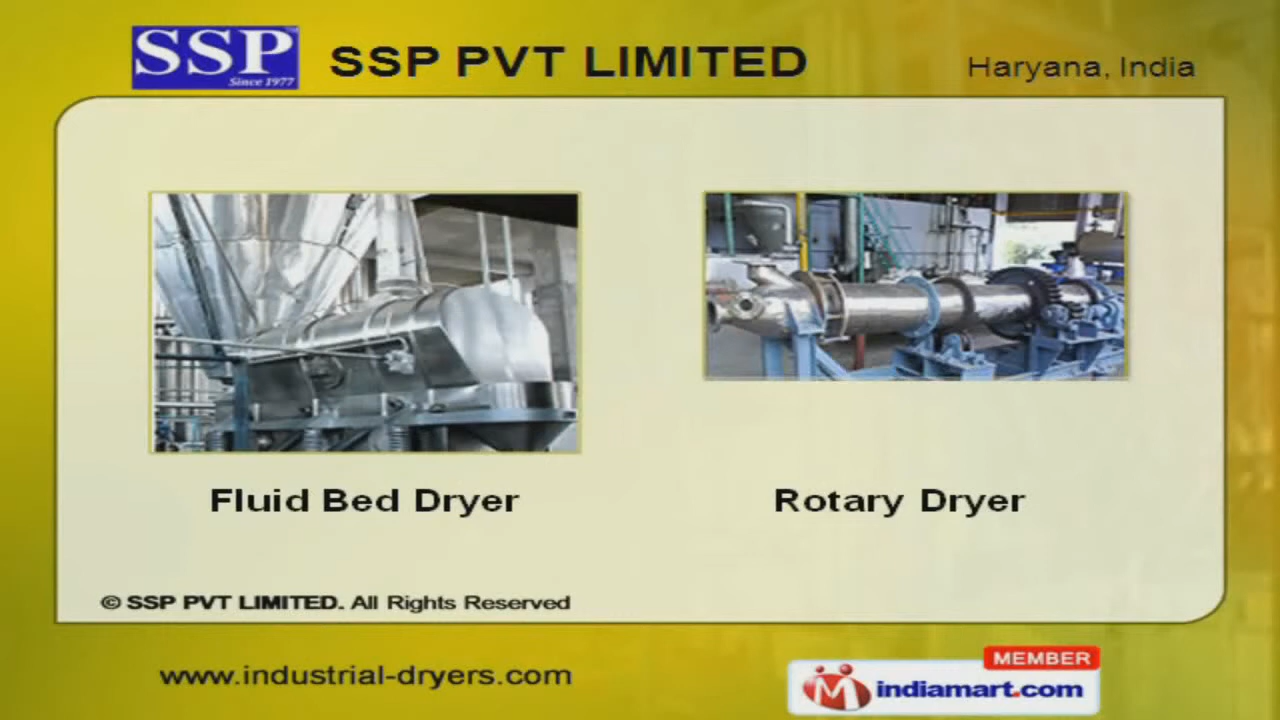 SSP
Since 1977
SSP PVT LIMITED
Haryana, India
Fluid Bed Dryer
Rotary Dryer
© SSP PVT LIMITED. All Rights Reserved
www.industrial-dryers.com
MEMBER
indiamart.com